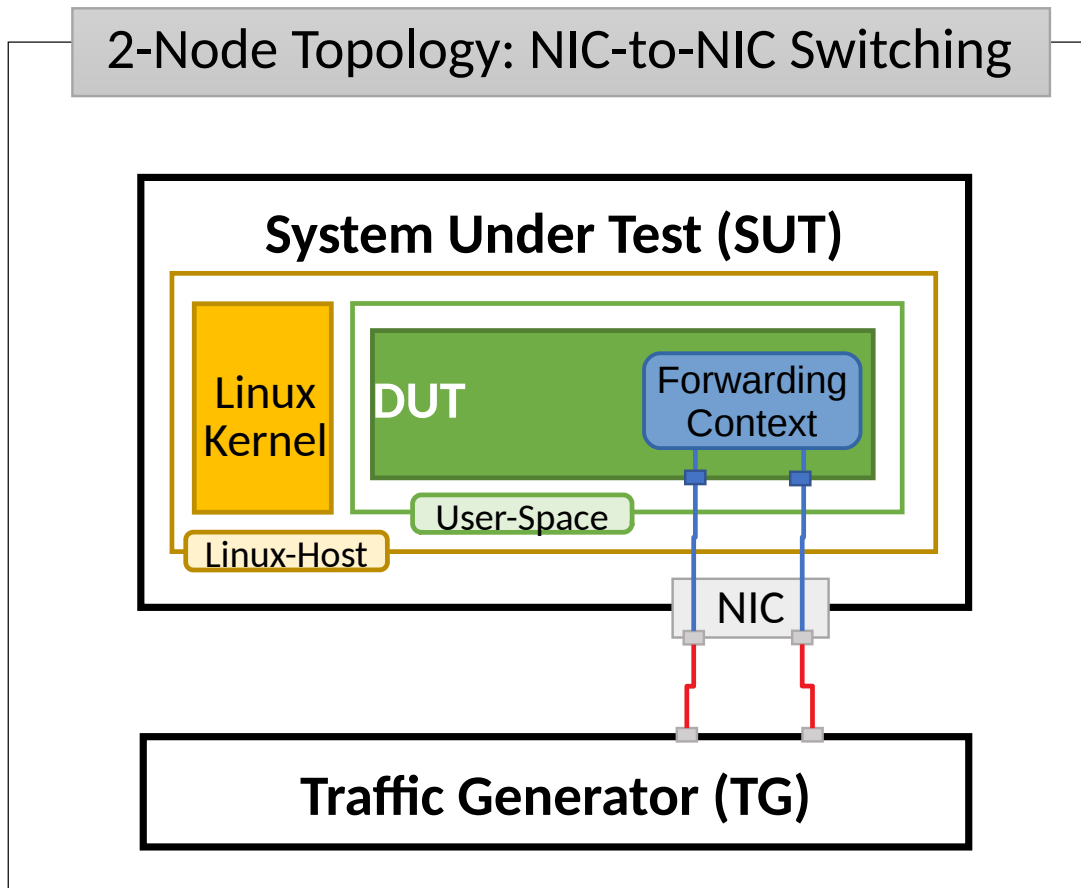 2-Node Topology: NIC-to-NIC Switching
System Under Test (SUT)
Linux
Kernel
DUT
Forwarding
Context
User-Space
Linux-Host
NIC
Traffic Generator (TG)